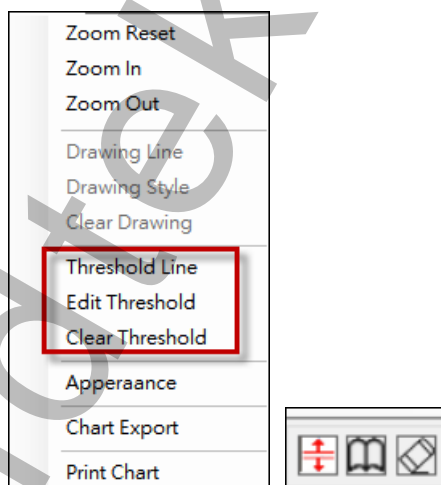 Zoom Reset
Zoom In
Zoom Out
Drawing Line
Drawing Style
Clear Drawing
Threshold Line
Edit Threshold
Clear Threshold
Apperaance
Chart Export
Print Chart